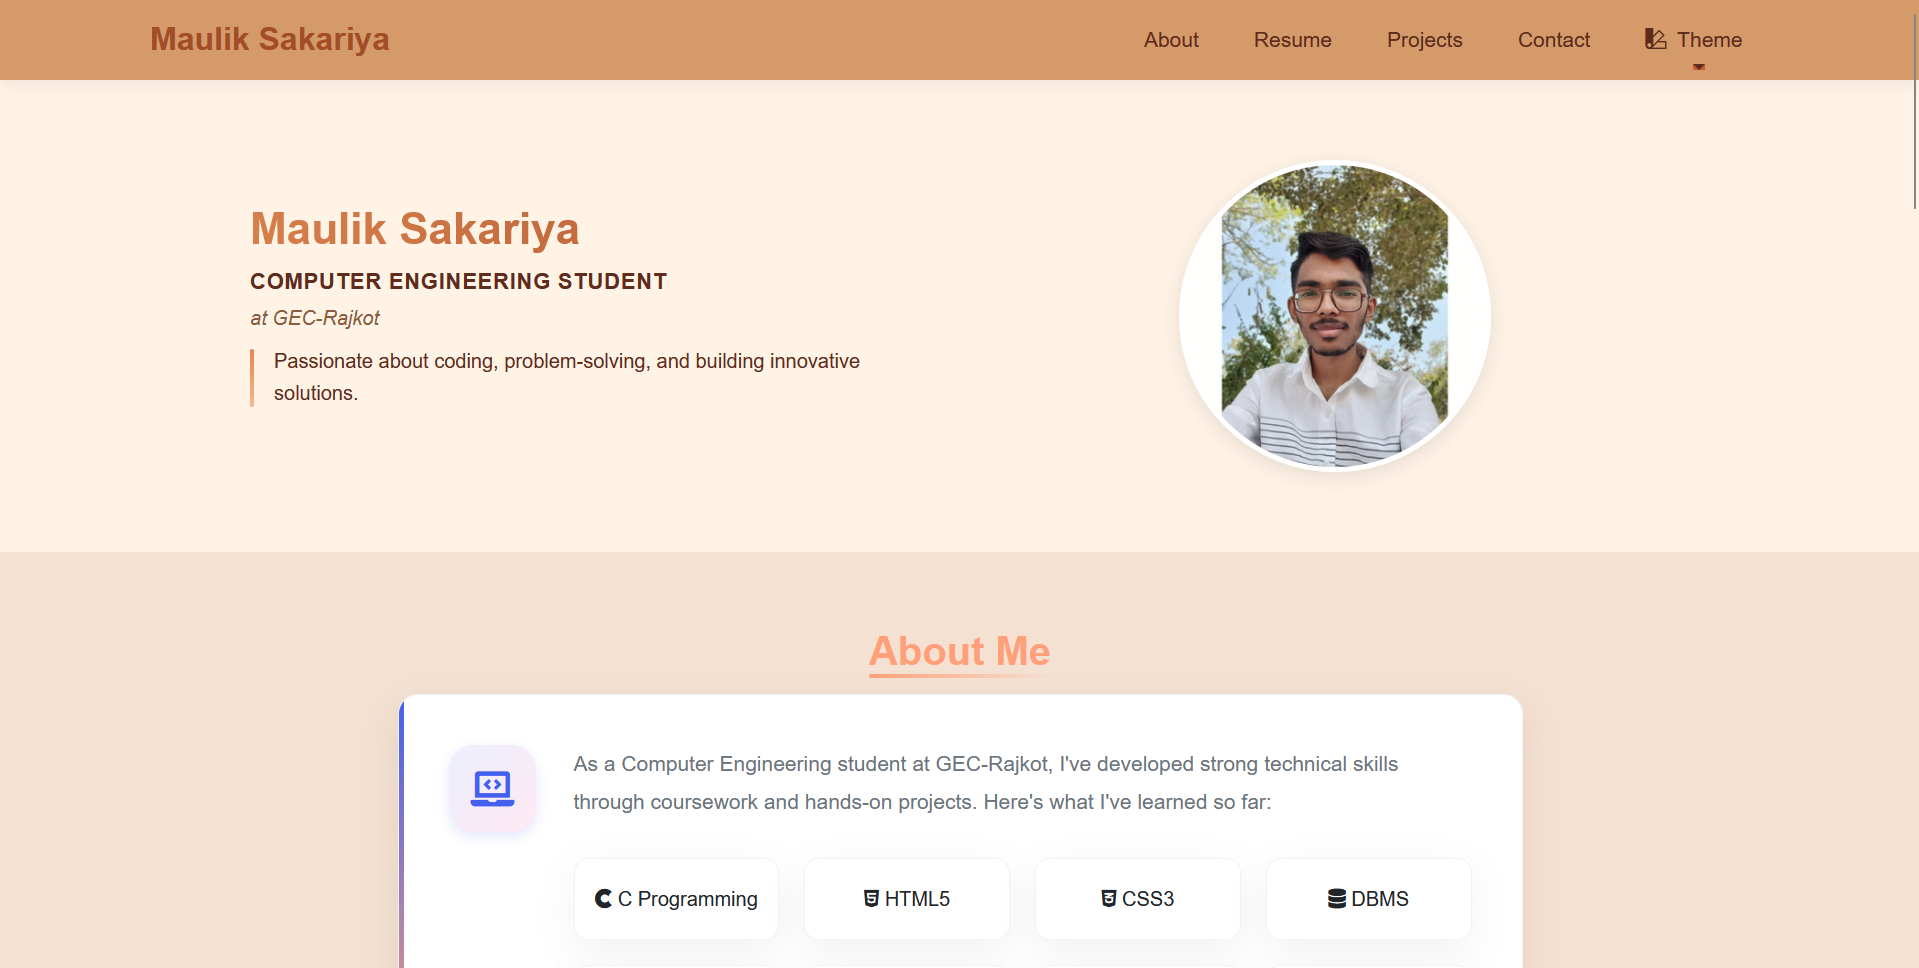 Maulik Sakariya
About
Resume
Projects
Contact
Theme
Maulik Sakariya
COMPUTER ENGINEERING STUDENT
at GEC-Rajkot
Passionate about coding, problem-solving, and building innovative
solutions.
About Me
As a Computer Engineering student at GEC-Rajkot, I've developed strong technical skills
through coursework and hands-on projects. Here's what I've learned so far:
C Programming
HTML5
CSS3
DBMS